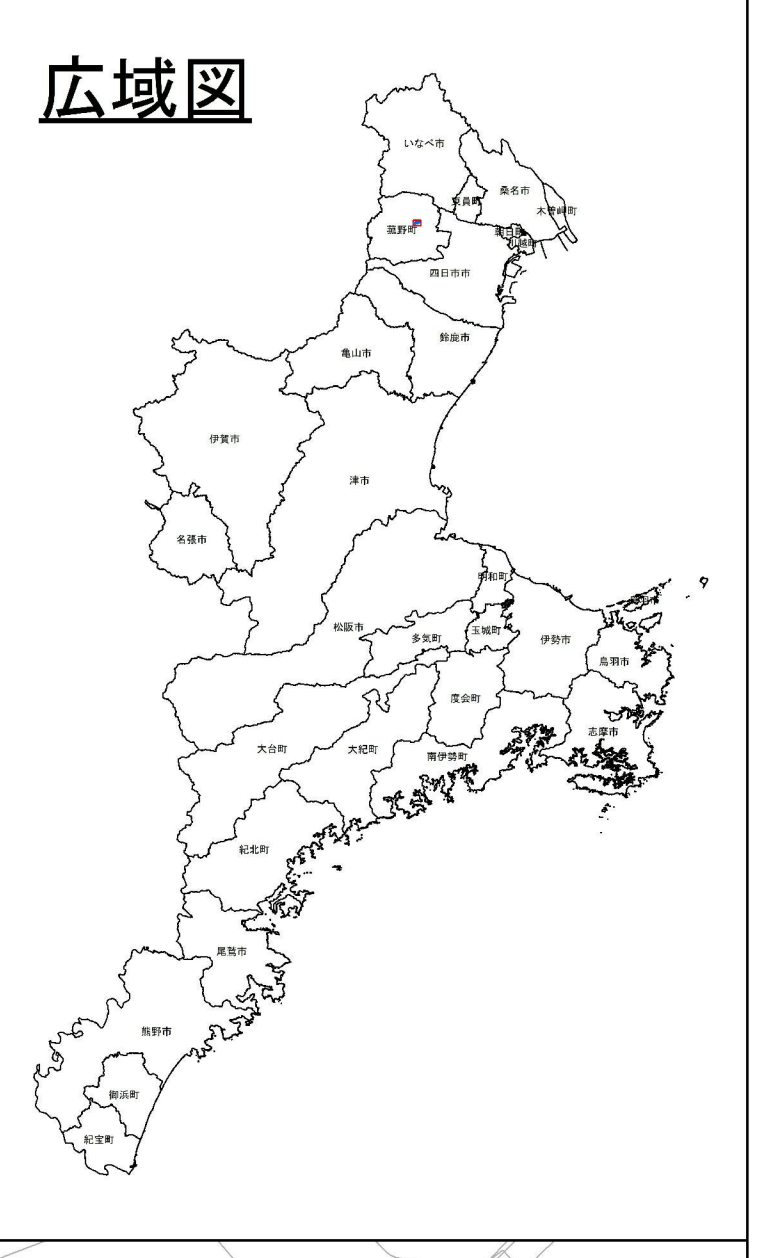 広域図
いなべ市
桑名市
東員町
木曽岬町
菰野町
朝日町
川越町
四日市市
鈴鹿市
亀山市
伊賀市
津市
名張市
明和町
松阪市
玉城町
多気町
伊勢市
鳥羽市
度会町
志摩市
大台町
大紀町
南伊勢町
紀北町
尾鷲市
熊野市
御浜町
紀宝町